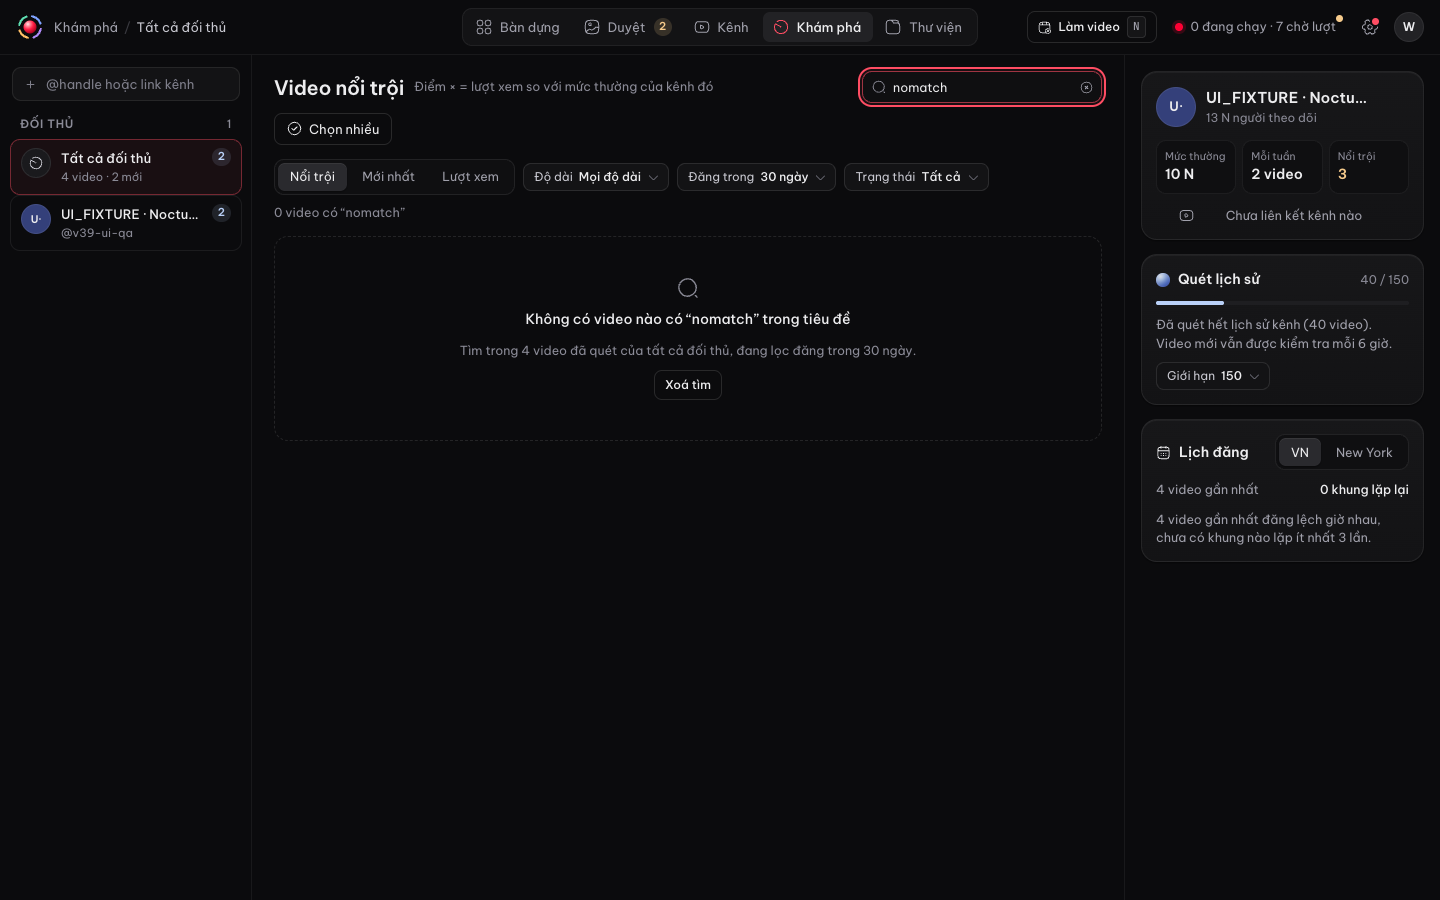 Khám phá / Tất cả đối thủ
Bàn dựng
Duyệt 2
Kênh
Khám phá
Thư viện
Làm video N
0 đang chạy · 7 chờ lượt
W
+ @handle hoặc link kênh
ĐỐI THỦ 1
Tất cả đối thủ 2
4 video · 2 mới
U· UI_FIXTURE · Noctu... 2
@v39-ui-qa
Video nổi trội Điểm × = lượt xem so với mức thường của kênh đó
nomatch
Chọn nhiều
Nổi trội Mới nhất Lượt xem Độ dài Mọi độ dài Đăng trong 30 ngày Trạng thái Tất cả
0 video có “nomatch”
Không có video nào có “nomatch” trong tiêu đề
Tìm trong 4 video đã quét của tất cả đối thủ, đang lọc đăng trong 30 ngày.
Xoá tìm
U· UI_FIXTURE · Noctu...
13 N người theo dõi
Mức thường Mỗi tuần Nổi trội
10 N 2 video 3
Chưa liên kết kênh nào
Quét lịch sử 40 / 150
Đã quét hết lịch sử kênh (40 video).
Video mới vẫn được kiểm tra mỗi 6 giờ.
Giới hạn 150
Lịch đăng VN New York
4 video gần nhất 0 khung lặp lại
4 video gần nhất đăng lệch giờ nhau,
chưa có khung nào lặp ít nhất 3 lần.